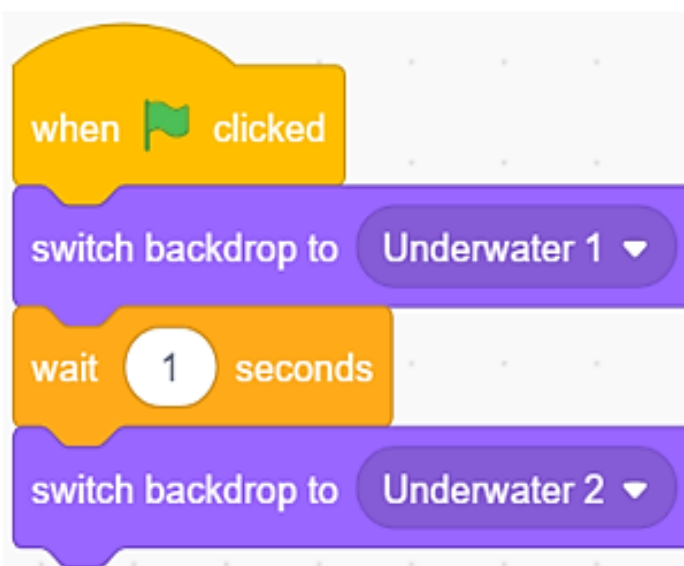 when clicked
switch backdrop to Underwater 1
wait 1 seconds
switch backdrop to Underwater 2